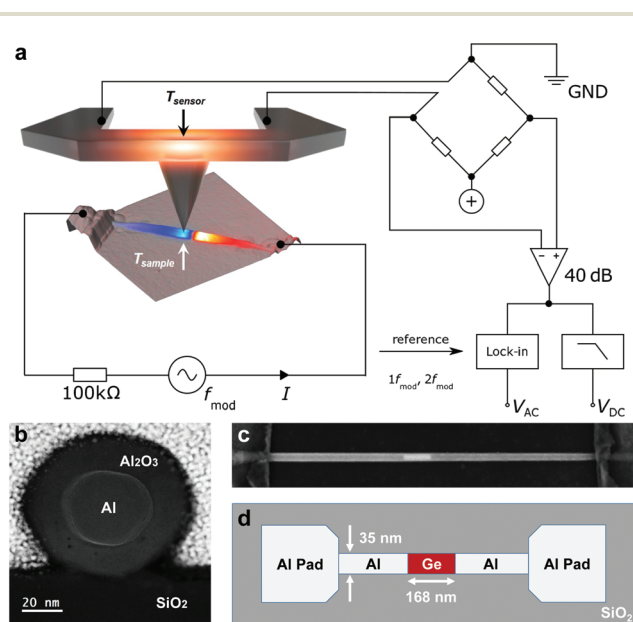 a
T_sensor
GND
+
T_sample
− +
40 dB
reference
Lock-in
1f_mod, 2f_mod
100kΩ
f_mod
I
V_AC
V_DC
b
Al₂O₃
Al
20 nm
SiO₂
c
d
35 nm
Al Pad
Al
Ge
Al
Al Pad
168 nm
SiO₂